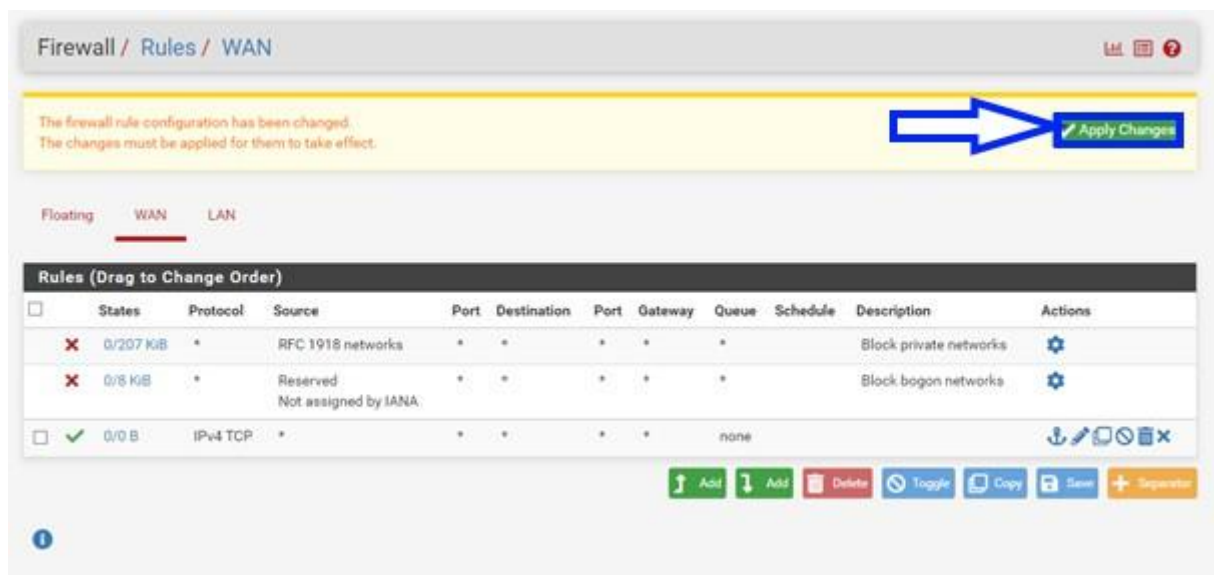 Firewall / Rules / WAN
The firewall rule configuration has been changed.
The changes must be applied for them to take effect.
Apply Changes
Floating WAN LAN
Rules (Drag to Change Order)
States Protocol Source Port Destination Port Gateway Queue Schedule Description Actions
0/207 KiB * RFC 1918 networks * * * * * Block private networks
0/8 KiB * Reserved * * * * * Block bogon networks
Not assigned by IANA
0/0 B IPv4 TCP * * * * * none
Add Add Delete Toggle Copy Save Separator